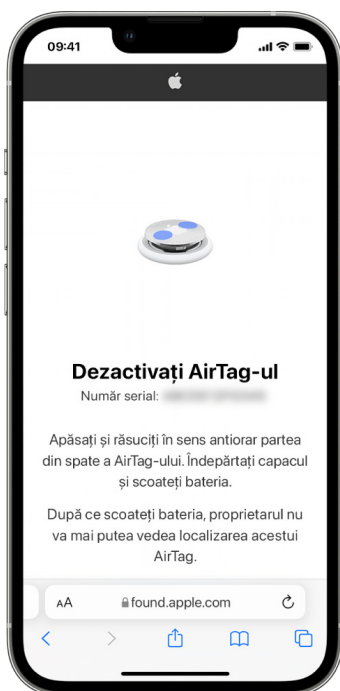 09:41
Dezactivați AirTag-ul
Număr serial:
Apăsați și răsuciți în sens antiorar partea
din spate a AirTag-ului. Îndepărtați capacul
și scoateți bateria.
După ce scoateți bateria, proprietarul nu
va mai putea vedea localizarea acestui
AirTag.
AA found.apple.com